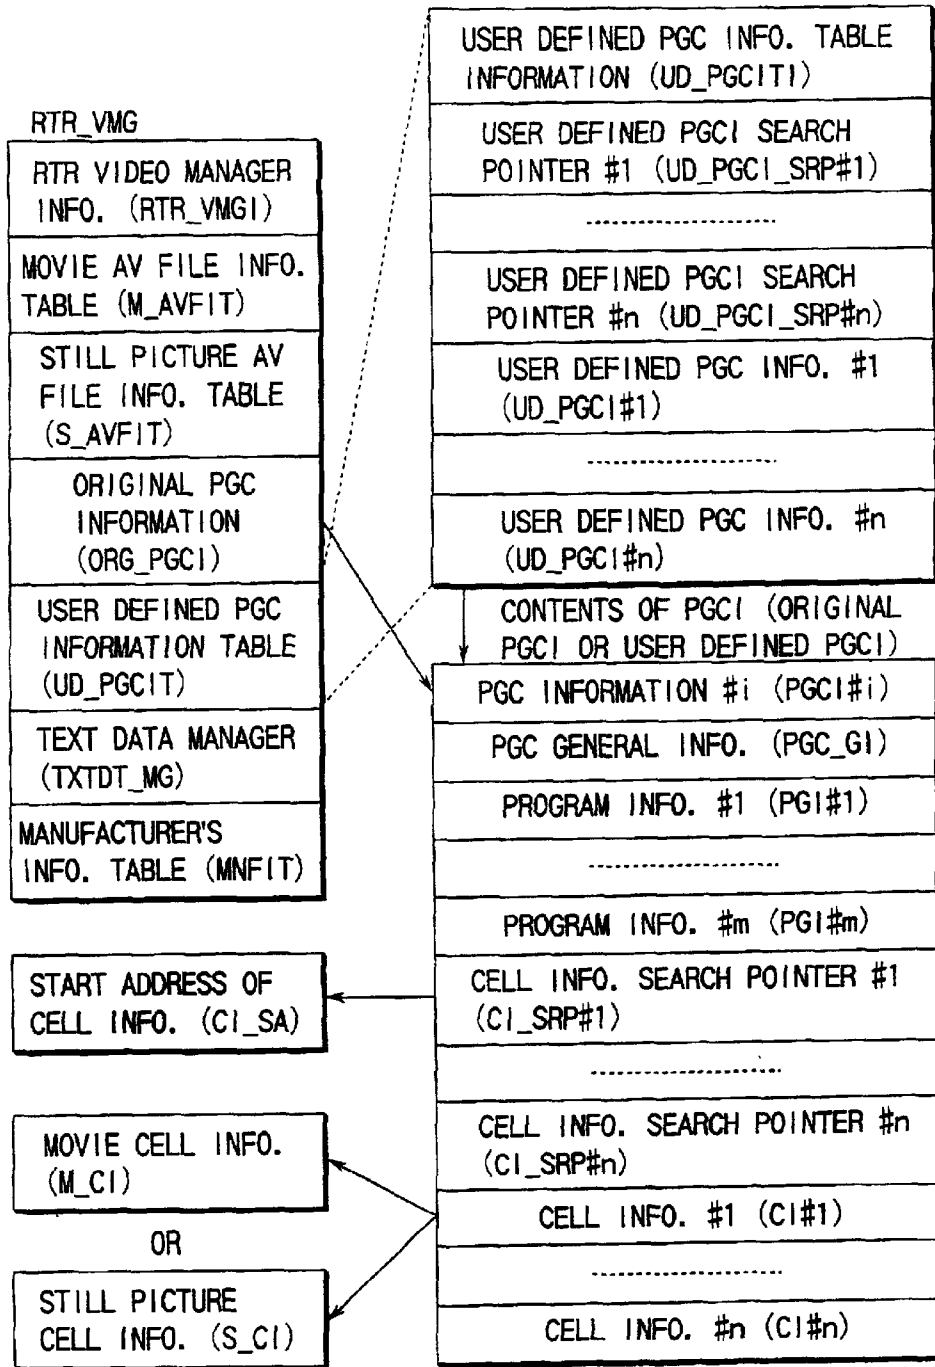 RTR_VMG
RTR VIDEO MANAGER
INFO. (RTR_VMGI)
MOVIE AV FILE INFO.
TABLE (M_AVFIT)
STILL PICTURE AV
FILE INFO. TABLE
(S_AVFIT)
ORIGINAL PGC
INFORMATION
(ORG_PGCI)
USER DEFINED PGC
INFORMATION TABLE
(UD_PGCIT)
TEXT DATA MANAGER
(TXTDT_MG)
MANUFACTURER'S
INFO. TABLE (MNFIT)
START ADDRESS OF
CELL INFO. (CI_SA)
MOVIE CELL INFO.
(M_CI)
OR
STILL PICTURE
CELL INFO. (S_CI)
USER DEFINED PGC INFO. TABLE
INFORMATION (UD_PGCITI)
USER DEFINED PGCI SEARCH
POINTER #1 (UD_PGCI_SRP#1)
USER DEFINED PGCI SEARCH
POINTER #n (UD_PGCI_SRP#n)
USER DEFINED PGC INFO. #1
(UD_PGCI#1)
USER DEFINED PGC INFO. #n
(UD_PGCI#n)
CONTENTS OF PGCI (ORIGINAL
PGCI OR USER DEFINED PGCI)
PGC INFORMATION #i (PGCI#i)
PGC GENERAL INFO. (PGC_GI)
PROGRAM INFO. #1 (PGI#1)
PROGRAM INFO. #m (PGI#m)
CELL INFO. SEARCH POINTER #1
(CI_SRP#1)
CELL INFO. SEARCH POINTER #n
(CI_SRP#n)
CELL INFO. #1 (CI#1)
CELL INFO. #n (CI#n)